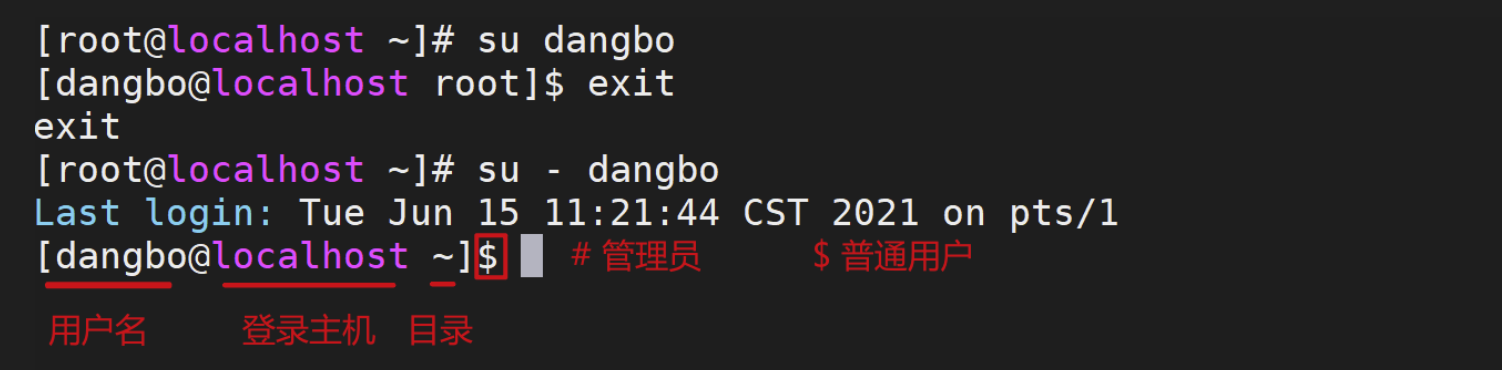 [root@localhost ~]# su dangbo
[dangbo@localhost root]$ exit
exit
[root@localhost ~]# su - dangbo
Last login: Tue Jun 15 11:21:44 CST 2021 on pts/1
[dangbo@localhost ~]$ # 管理员 $ 普通用户
用户名 登录主机 目录